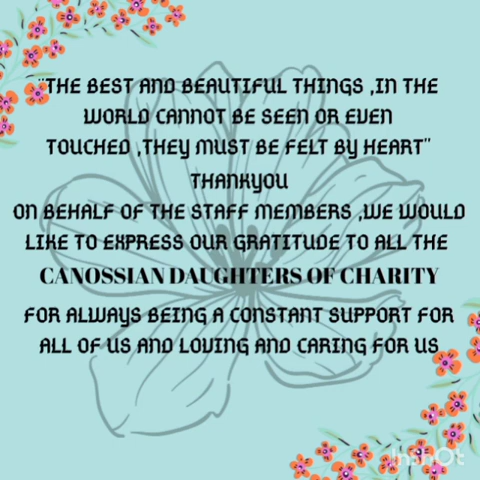 "THE BEST AND BEAUTIFUL THINGS ,IN THE
WORLD CANNOT BE SEEN OR EVEN
TOUCHED ,THEY MUST BE FELT BY HEART"
THANKYOU
ON BEHALF OF THE STAFF MEMBERS ,WE WOULD
LIKE TO EXPRESS OUR GRATITUDE TO ALL THE
CANOSSIAN DAUGHTERS OF CHARITY
FOR ALWAYS BEING A CONSTANT SUPPORT FOR
ALL OF US AND LOVING AND CARING FOR US
InShOt